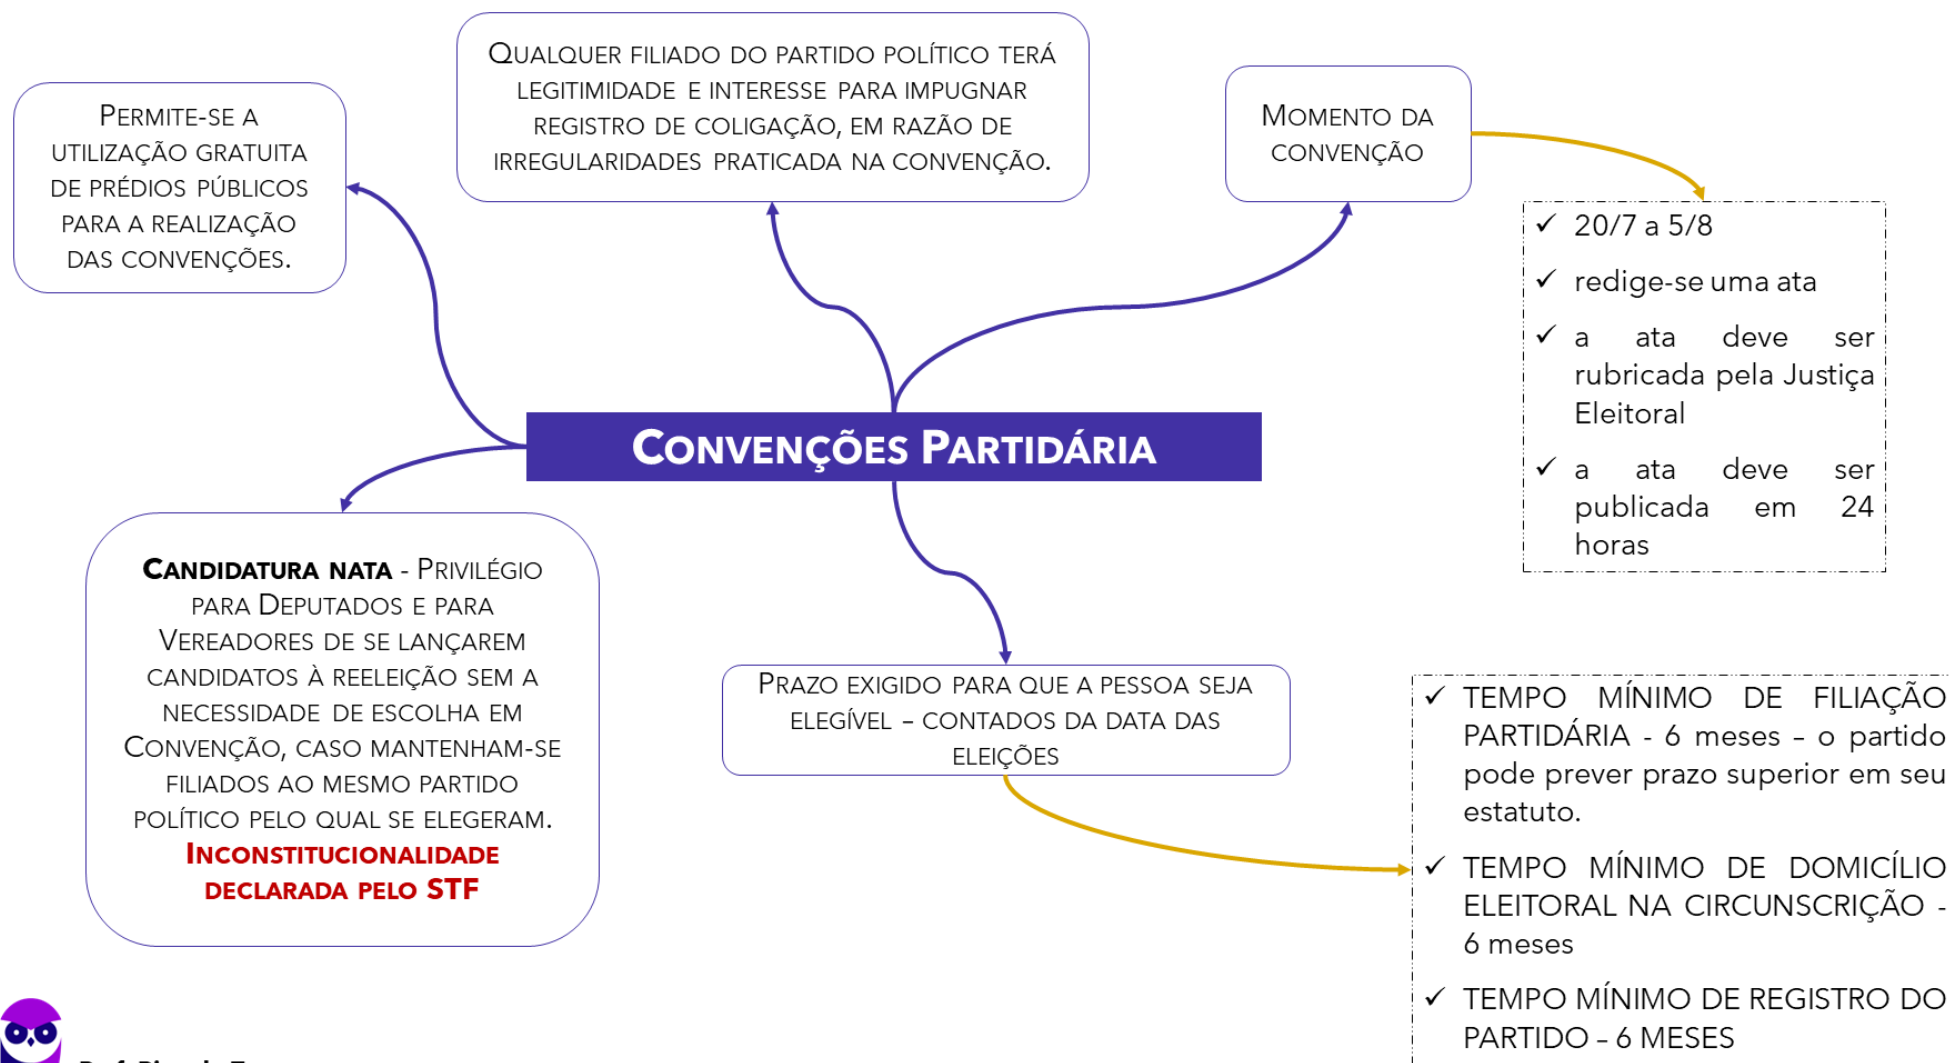 PERMITE-SE A
UTILIZAÇÃO GRATUITA
DE PRÉDIOS PÚBLICOS
PARA A REALIZAÇÃO
DAS CONVENÇÕES.
QUALQUER FILIADO DO PARTIDO POLÍTICO TERÁ
LEGITIMIDADE E INTERESSE PARA IMPUGNAR
REGISTRO DE COLIGAÇÃO, EM RAZÃO DE
IRREGULARIDADES PRATICADA NA CONVENÇÃO.
MOMENTO DA
CONVENÇÃO
✓ 20/7 a 5/8
✓ redige-se uma ata
✓ a ata deve ser
rubricada pela Justiça
Eleitoral
✓ a ata deve ser
publicada em 24
horas
CONVENÇÕES PARTIDÁRIA
CANDIDATURA NATA - PRIVILÉGIO
PARA DEPUTADOS E PARA
VEREADORES DE SE LANÇAREM
CANDIDATOS À REELEIÇÃO SEM A
NECESSIDADE DE ESCOLHA EM
CONVENÇÃO, CASO MANTENHAM-SE
FILIADOS AO MESMO PARTIDO
POLÍTICO PELO QUAL SE ELEGERAM.
INCONSTITUCIONALIDADE
DECLARADA PELO STF
PRAZO EXIGIDO PARA QUE A PESSOA SEJA
ELEGÍVEL – CONTADOS DA DATA DAS
ELEIÇÕES
✓ TEMPO MÍNIMO DE FILIAÇÃO
PARTIDÁRIA - 6 meses – o partido
pode prever prazo superior em seu
estatuto.
✓ TEMPO MÍNIMO DE DOMICÍLIO
ELEITORAL NA CIRCUNSCRIÇÃO -
6 meses
✓ TEMPO MÍNIMO DE REGISTRO DO
PARTIDO – 6 MESES